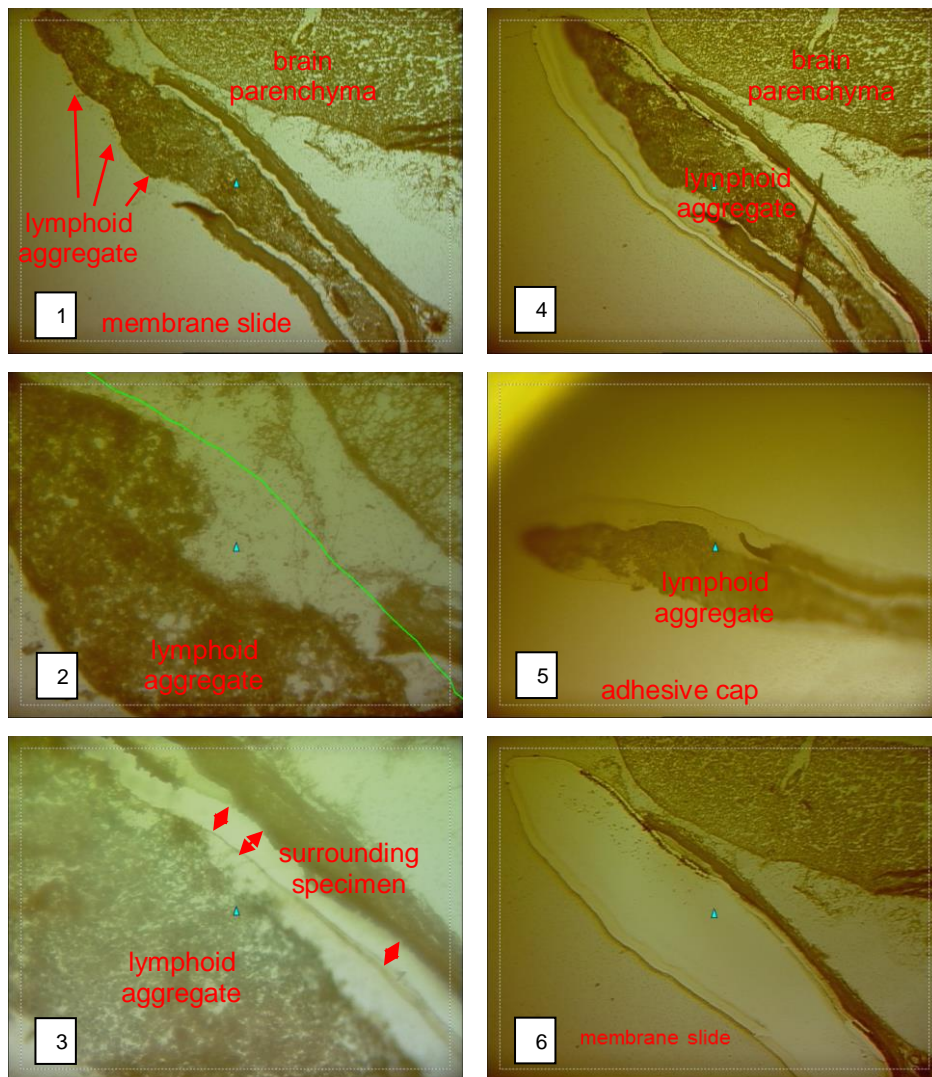 brain
parenchyma
lymphoid
aggregate
1
membrane slide
brain
parenchyma
lymphoid
aggregate
4
lymphoid
aggregate
2
lymphoid
aggregate
5
adhesive cap
surrounding
specimen
lymphoid
aggregate
3
6
membrane slide